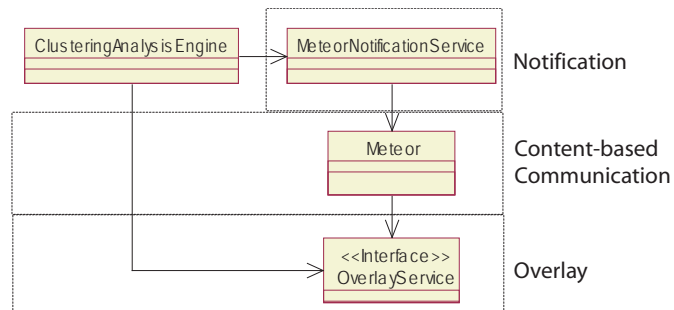 ClusteringAnalysisEngine
MeteorNotificationService
Notification
Meteor
Content-based
Communication
<<Interface>>
OverlayService
Overlay